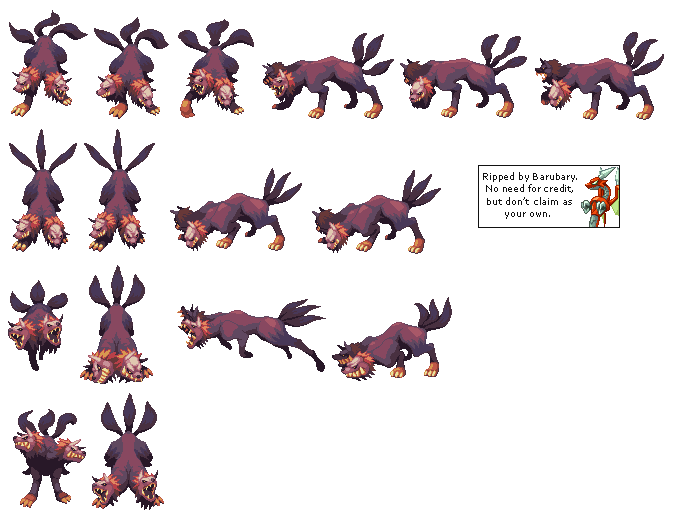 Ripped by Barubary.
No need for credit,
but don't claim as
your own.